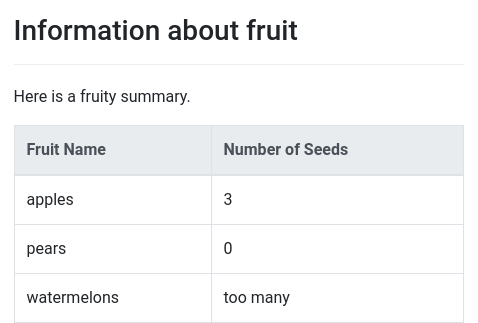 Information about fruit
Here is a fruity summary.
Fruit Name Number of Seeds
apples 3
pears 0
watermelons too many